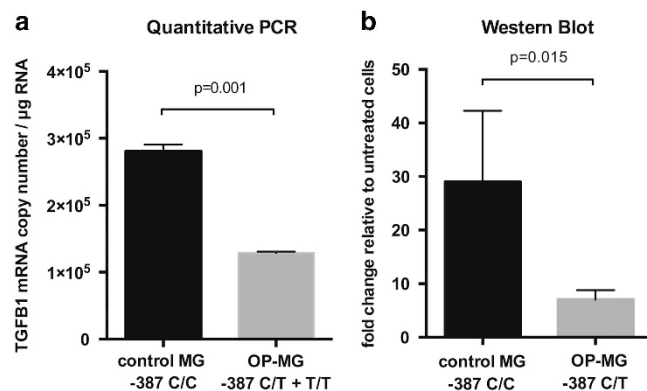 a
Quantitative PCR
p=0.001
TGFB1 mRNA copy number / µg RNA
4×10⁵
3×10⁵
2×10⁵
1×10⁵
0
control MG
-387 C/C
OP-MG
-387 C/T + T/T
b
Western Blot
p=0.015
fold change relative to untreated cells
50
40
30
20
10
0
control MG
-387 C/C
OP-MG
-387 C/T